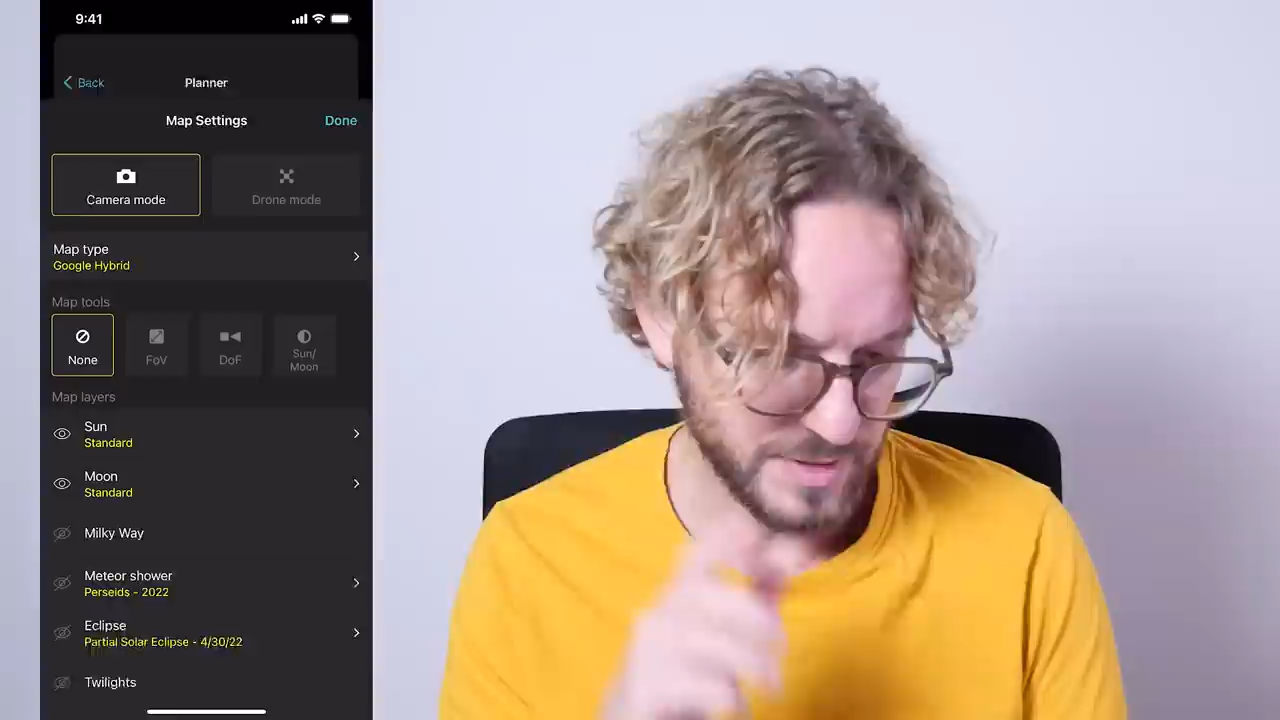 9:41
Back
Planner
Map Settings
Done
Camera mode
Drone mode
Map type
Google Hybrid
Map tools
None
FoV
DoF
Sun/
Moon
Map layers
Sun
Standard
Moon
Standard
Milky Way
Meteor shower
Perseids - 2022
Eclipse
Partial Solar Eclipse - 4/30/22
Twilights